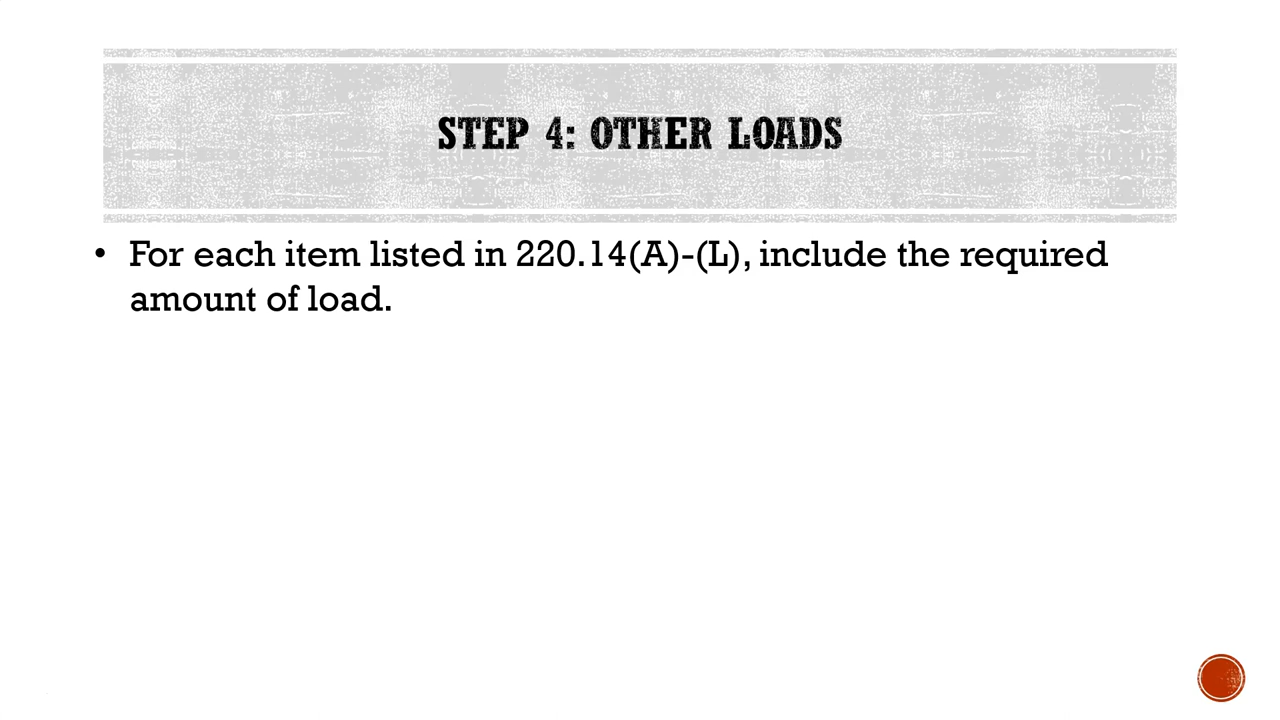 STEP 4: OTHER LOADS
• For each item listed in 220.14(A)-(L), include the required
amount of load.